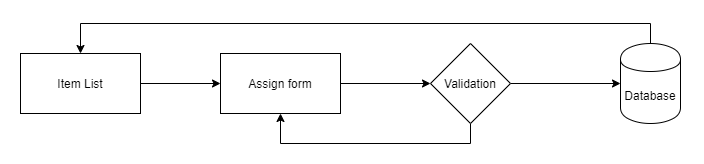 Item List
Assign form
Validation
Database